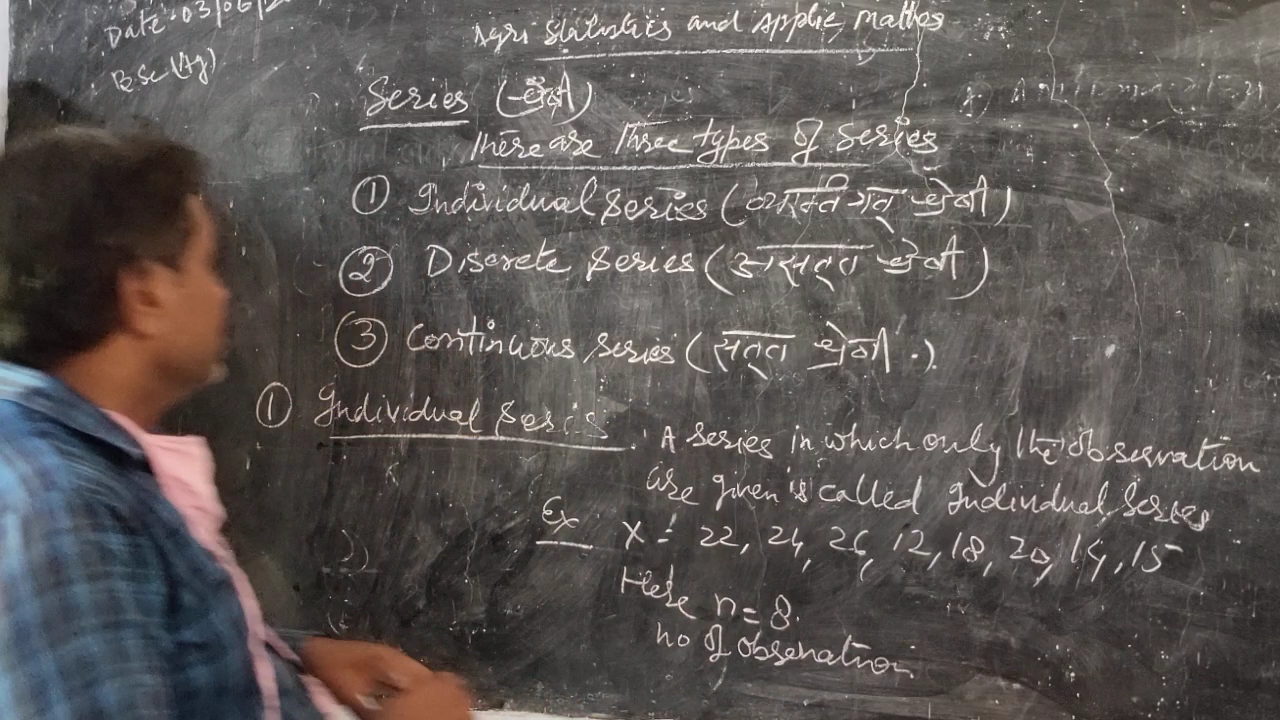 Date:03/06/2
BSc(Ag)
Agri Statistics and Applie, mathes
Series (श्रेणी)
There are Three types of series
① Individual series (व्यक्तिगत श्रेणी)
② Discrete series (असतत श्रेणी)
③ Continuous series (सतत श्रेणी.)
① Individual series. A series in which only the observation
are given is called Individual Series
Ex X: 22, 24, 26, 12, 18, 20, 14, 15
Here n = 8.
no of observation.